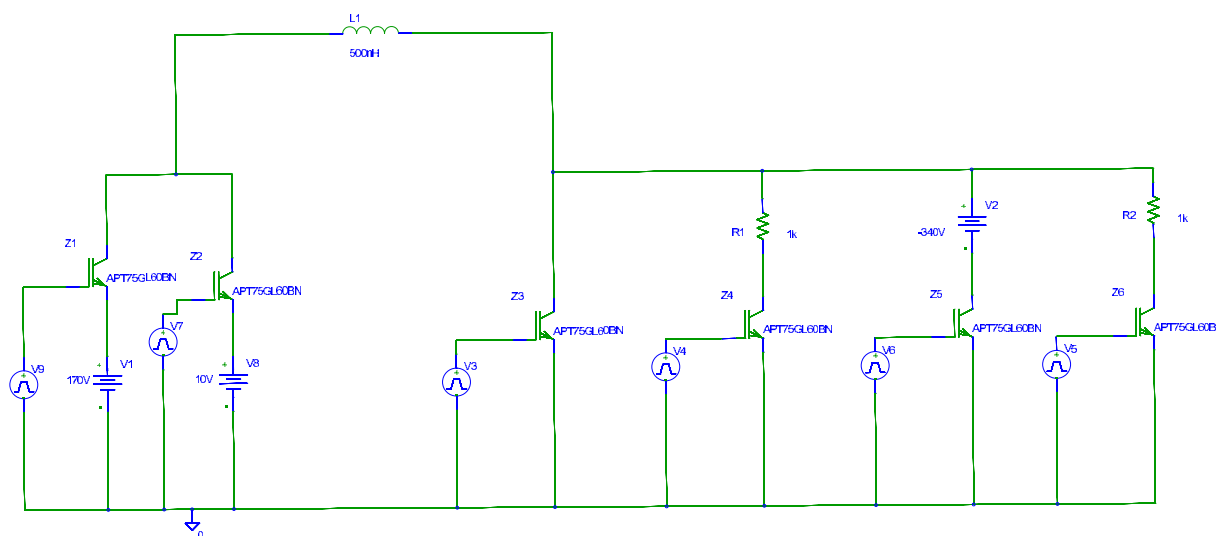 L1
500mH
Z1
APT75GL60BN
Z2
APT75GL60BN
V9
V1
170V
V7
V8
10V
Z3
APT75GL60BN
V3
R1
1k
Z4
APT75GL60BN
V4
V2
-340V
Z5
APT75GL60BN
V6
R2
1k
Z6
APT75GL60B
V5
0